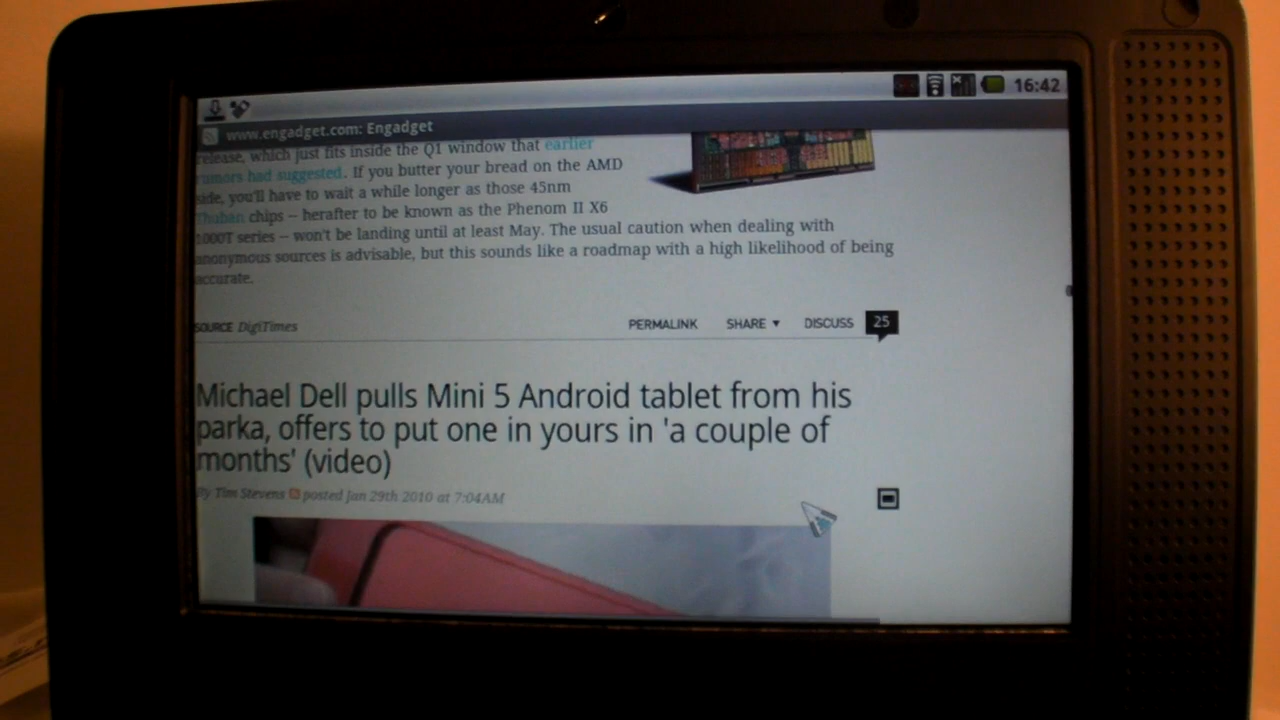 16:42
www.engadget.com: Engadget
release, which just fits inside the Q1 window that earlier
rumors had suggested. If you butter your bread on the AMD
side, you'll have to wait a while longer as those 45nm
Thuban chips -- herafter to be known as the Phenom II X6
1000T series -- won't be landing until at least May. The usual caution when dealing with
anonymous sources is advisable, but this sounds like a roadmap with a high likelihood of being
accurate.
SOURCE DigiTimes
PERMALINK SHARE ▾ DISCUSS 25
Michael Dell pulls Mini 5 Android tablet from his
parka, offers to put one in yours in 'a couple of
months' (video)
By Tim Stevens posted Jan 29th 2010 at 7:04AM